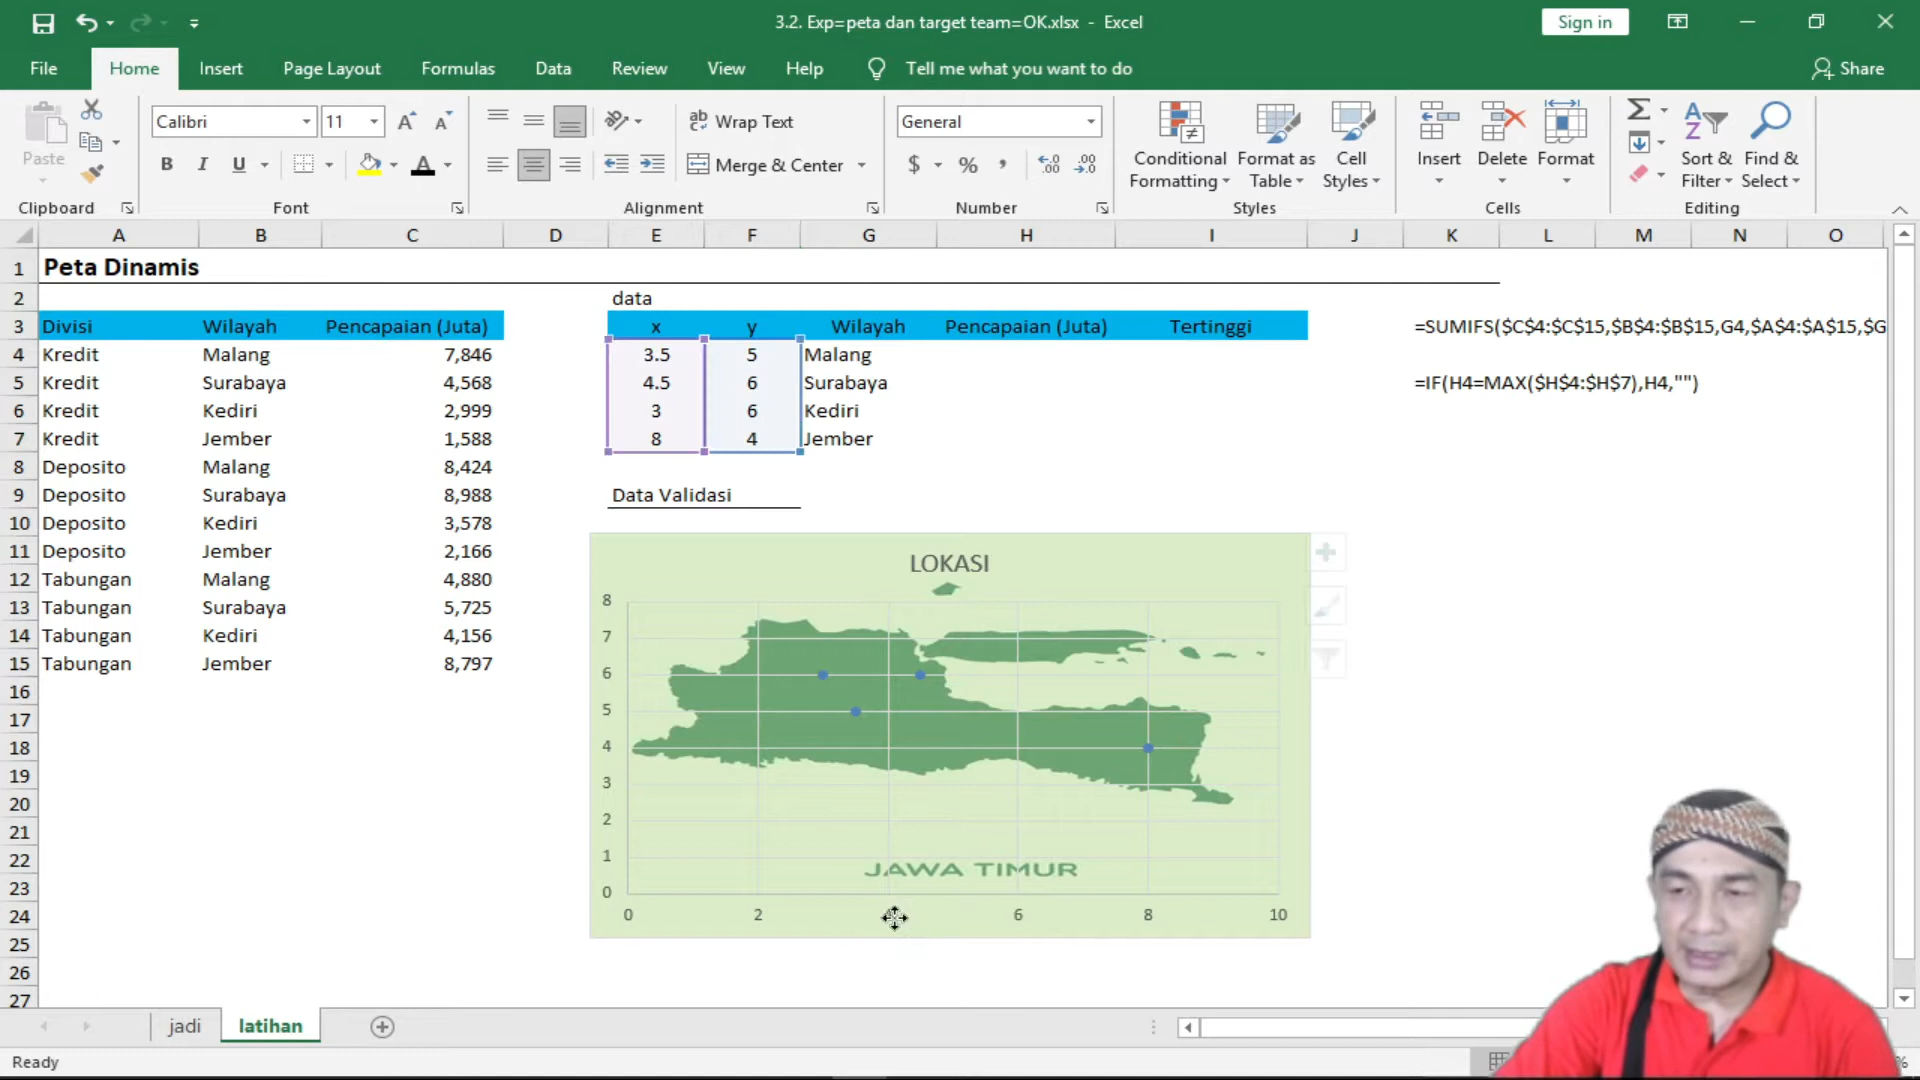 3.2. Exp=peta dan target team=OK.xlsx - Excel
Sign in
File Home Insert Page Layout Formulas Data Review View Help Tell me what you want to do Share
Paste
Calibri 11
B I U A
ab Wrap Text
Merge & Center
General
$ % ,
Conditional Formatting
Format as Table
Cell Styles
Insert Delete Format
Sort & Filter
Find & Select
Clipboard Font Alignment Number Styles Cells Editing
A B C D E F G H I J K L M N O
1 Peta Dinamis
2 data
3 Divisi Wilayah Pencapaian (Juta) x y Wilayah Pencapaian (Juta) Tertinggi =SUMIFS($C$4:$C$15,$B$4:$B$15,G4,$A$4:$A$15,$G
4 Kredit Malang 7,846 3.5 5 Malang
5 Kredit Surabaya 4,568 4.5 6 Surabaya =IF(H4=MAX($H$4:$H$7),H4,"")
6 Kredit Kediri 2,999 3 6 Kediri
7 Kredit Jember 1,588 8 4 Jember
8 Deposito Malang 8,424
9 Deposito Surabaya 8,988 Data Validasi
10 Deposito Kediri 3,578
11 Deposito Jember 2,166
12 Tabungan Malang 4,880
13 Tabungan Surabaya 5,725
14 Tabungan Kediri 4,156
15 Tabungan Jember 8,797
16
17
18
19
20
21
22
23
24
25
26
27
LOKASI
8
7
6
5
4
3
2
1
0
JAWA TIMUR
0 2 6 8 10
jadi latihan
Ready